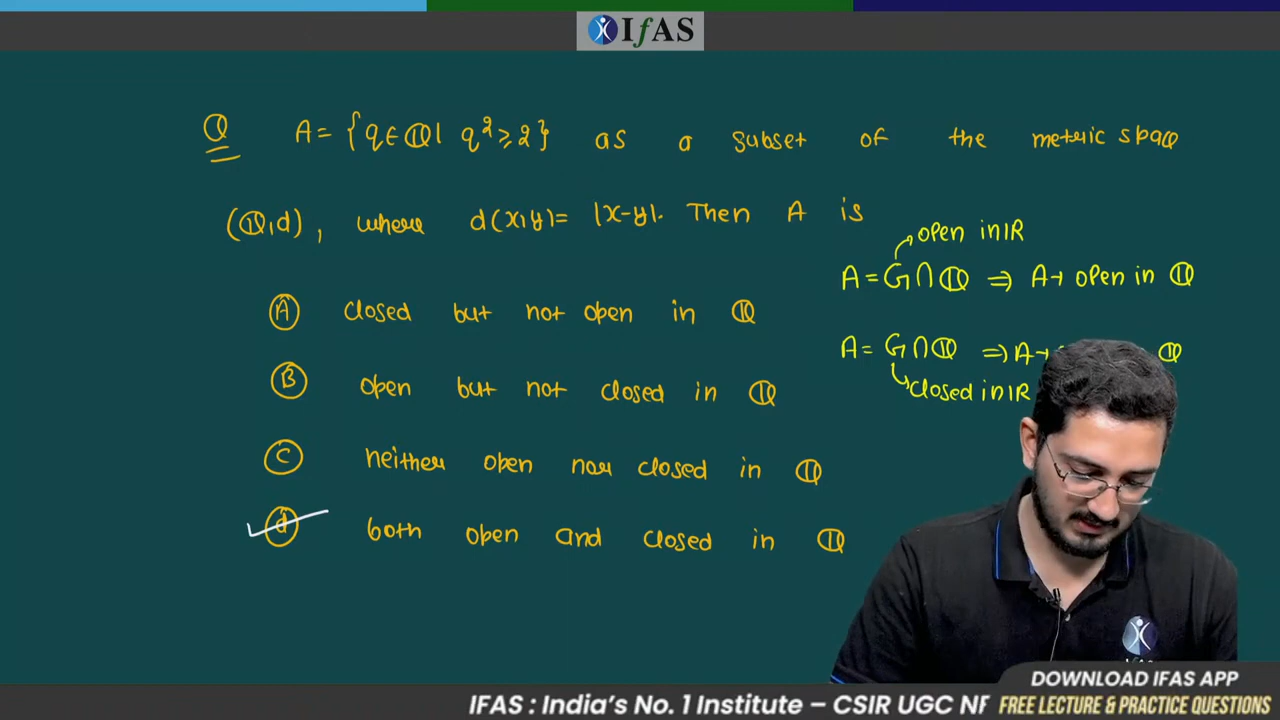 IfAS
Q A = {q ∈ ℚ | q² ≥ 2} as a subset of the metric space
(ℚ, d), where d(x,y) = |x-y|. Then A is
open in ℝ
A = G ∩ ℚ ⇒ A → open in ℚ
A closed but not open in ℚ
A = G ∩ ℚ ⇒ A → ℚ
closed in ℝ
B open but not closed in ℚ
C neither open nor closed in ℚ
d both open and closed in ℚ
DOWNLOAD IFAS APP
IFAS : India's No. 1 Institute – CSIR UGC NE
FREE LECTURE & PRACTICE QUESTIONS